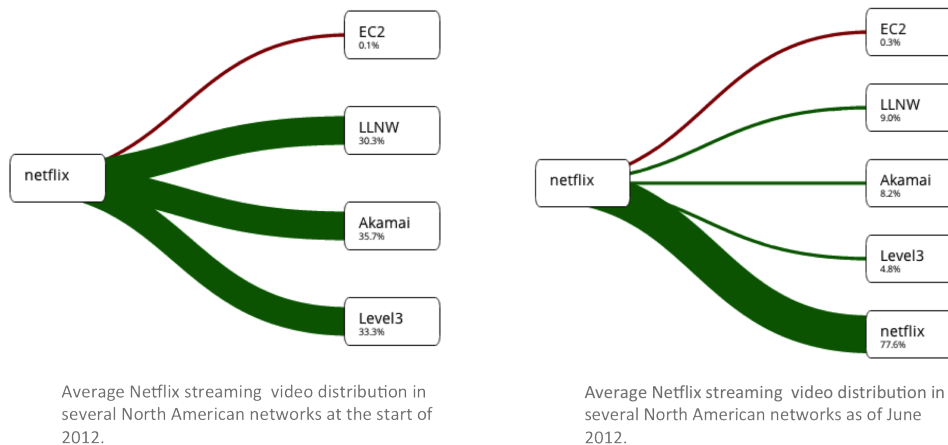 netflix
EC2
0.1%
LLNW
30.3%
Akamai
35.7%
Level3
33.3%
Average Netflix streaming video distribution in
several North American networks at the start of
2012.
netflix
EC2
0.3%
LLNW
9.0%
Akamai
8.2%
Level3
4.8%
netflix
77.6%
Average Netflix streaming video distribution in
several North American networks as of June
2012.